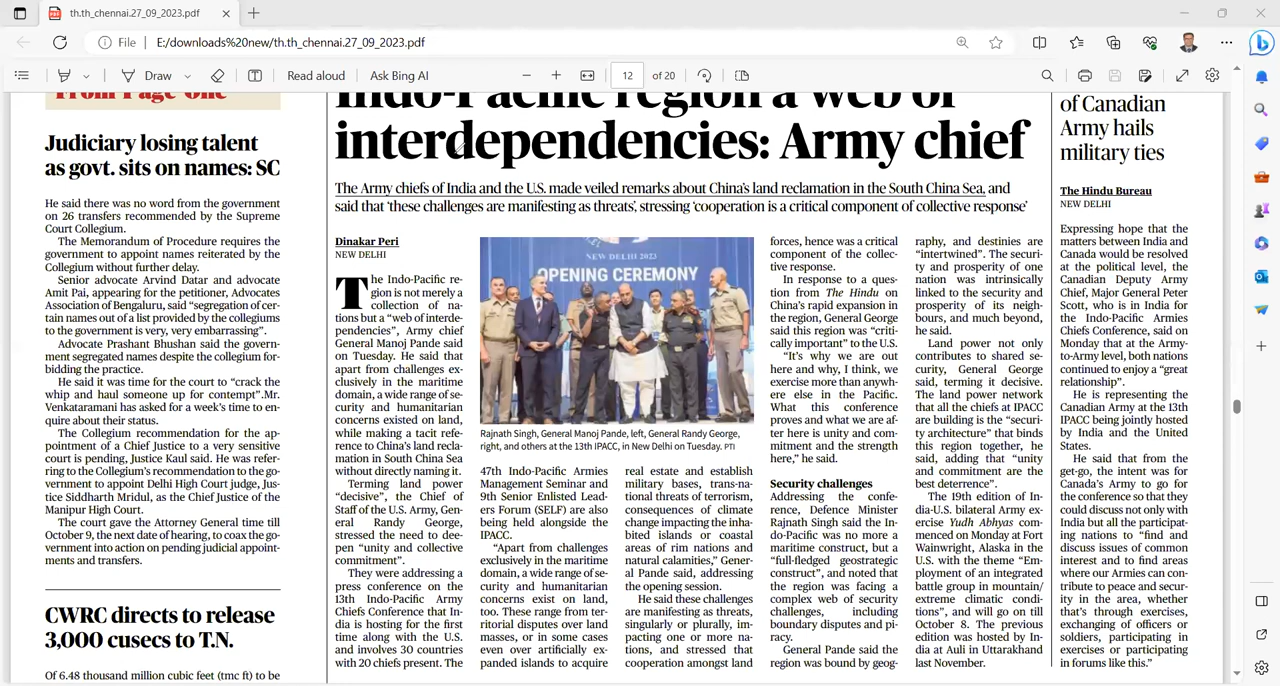 th.th_chennai.27_09_2023.pdf
File
E:/downloads%20new/th.th_chennai.27_09_2023.pdf
Draw
Read aloud
Ask Bing AI
12
of 20
From Page One
Judiciary losing talent
as govt. sits on names: SC
He said there was no word from the government
on 26 transfers recommended by the Supreme
Court Collegium.
The Memorandum of Procedure requires the
government to appoint names reiterated by the
Collegium without further delay.
Senior advocate Arvind Datar and advocate
Amit Pai, appearing for the petitioner, Advocates
Association of Bengaluru, said “segregation of cer-
tain names out of a list provided by the collegiums
to the government is very, very embarrassing”.
Advocate Prashant Bhushan said the govern-
ment segregated names despite the collegium for-
bidding the practice.
He said it was time for the court to “crack the
whip and haul someone up for contempt”.Mr.
Venkataramani has asked for a week’s time to en-
quire about their status.
The Collegium recommendation for the ap-
pointment of a Chief Justice to a very sensitive
court is pending, Justice Kaul said. He was refer-
ring to the Collegium’s recommendation to the go-
vernment to appoint Delhi High Court judge, Jus-
tice Siddharth Mridul, as the Chief Justice of the
Manipur High Court.
The court gave the Attorney General time till
October 9, the next date of hearing, to coax the go-
vernment into action on pending judicial appoint-
ments and transfers.
CWRC directs to release
3,000 cusecs to T.N.
Of 6.48 thousand million cubic feet (tmc ft) to be
Indo-Pacific region a web of
interdependencies: Army chief
The Army chiefs of India and the U.S. made veiled remarks about China’s land reclamation in the South China Sea, and
said that ‘these challenges are manifesting as threats’, stressing ‘cooperation is a critical component of collective response’
Dinakar Peri
NEW DELHI
The Indo-Pacific re-
gion is not merely a
collection of na-
tions but a “web of interde-
pendencies”, Army chief
General Manoj Pande said
on Tuesday. He said that
apart from challenges ex-
clusively in the maritime
domain, a wide range of se-
curity and humanitarian
concerns existed on land,
while making a tacit refe-
rence to China’s land recla-
mation in South China Sea
without directly naming it.
Terming land power
“decisive”, the Chief of
Staff of the U.S. Army, Gen-
eral Randy George,
stressed the need to dee-
pen “unity and collective
commitment”.
They were addressing a
press conference on the
13th Indo-Pacific Army
Chiefs Conference that In-
dia is hosting for the first
time along with the U.S.
and involves 30 countries
with 20 chiefs present. The
NEW DELHI 2023
OPENING CEREMONY
Rajnath Singh, General Manoj Pande, left, General Randy George,
right, and others at the 13th IPACC, in New Delhi on Tuesday. PTI
47th Indo-Pacific Armies
Management Seminar and
9th Senior Enlisted Lead-
ers Forum (SELF) are also
being held alongside the
IPACC.
“Apart from challenges
exclusively in the maritime
domain, a wide range of se-
curity and humanitarian
concerns exist on land,
too. These range from ter-
ritorial disputes over land
masses, or in some cases
even over artificially ex-
panded islands to acquire
real estate and establish
military bases, trans-na-
tional threats of terrorism,
consequences of climate
change impacting the inha-
bited islands or coastal
areas of rim nations and
natural calamities,” Gener-
al Pande said, addressing
the opening session.
He said these challenges
are manifesting as threats,
singularly or plurally, im-
pacting one or more na-
tions, and stressed that
cooperation amongst land
forces, hence was a critical
component of the collec-
tive response.
In response to a ques-
tion from The Hindu on
China’s rapid expansion in
the region, General George
said this region was “criti-
cally important” to the U.S.
“It’s why we are out
here and why, I think, we
exercise more than anywh-
ere else in the Pacific.
What this conference
proves and what we are af-
ter here is unity and com-
mitment and the strength
here,” he said.
Security challenges
Addressing the confe-
rence, Defence Minister
Rajnath Singh said the In-
do-Pacific was no more a
maritime construct, but a
“full-fledged geostrategic
construct”, and noted that
the region was facing a
complex web of security
challenges, including
boundary disputes and pi-
racy.
General Pande said the
region was bound by geog-
raphy, and destinies are
“intertwined”. The securi-
ty and prosperity of one
nation was intrinsically
linked to the security and
prosperity of its neigh-
bours, and much beyond,
he said.
Land power not only
contributes to shared se-
curity, General George
said, terming it decisive.
The land power network
that all the chiefs at IPACC
are building is the “securi-
ty architecture” that binds
this region together, he
said, adding that “unity
and commitment are the
best deterrence”.
The 19th edition of In-
dia-U.S. bilateral Army ex-
ercise Yudh Abhyas com-
menced on Monday at Fort
Wainwright, Alaska in the
U.S. with the theme “Em-
ployment of an integrated
battle group in mountain/
extreme climatic condi-
tions”, and will go on till
October 8. The previous
edition was hosted by In-
dia at Auli in Uttarakhand
last November.
of Canadian
Army hails
military ties
The Hindu Bureau
NEW DELHI
Expressing hope that the
matters between India and
Canada would be resolved
at the political level, the
Canadian Deputy Army
Chief, Major General Peter
Scott, who is in India for
the Indo-Pacific Armies
Chiefs Conference, said on
Monday that at the Army-
to-Army level, both nations
continued to enjoy a “great
relationship”.
He is representing the
Canadian Army at the 13th
IPACC being jointly hosted
by India and the United
States.
He said that from the
get-go, the intent was for
Canada’s Army to go for
the conference so that they
could discuss not only with
India but all the participat-
ing nations to “find and
discuss issues of common
interest and to find areas
where our Armies can con-
tribute to peace and secur-
ity in the area, whether
that’s through exercises,
exchanging of officers or
soldiers, participating in
exercises or participating
in forums like this.”